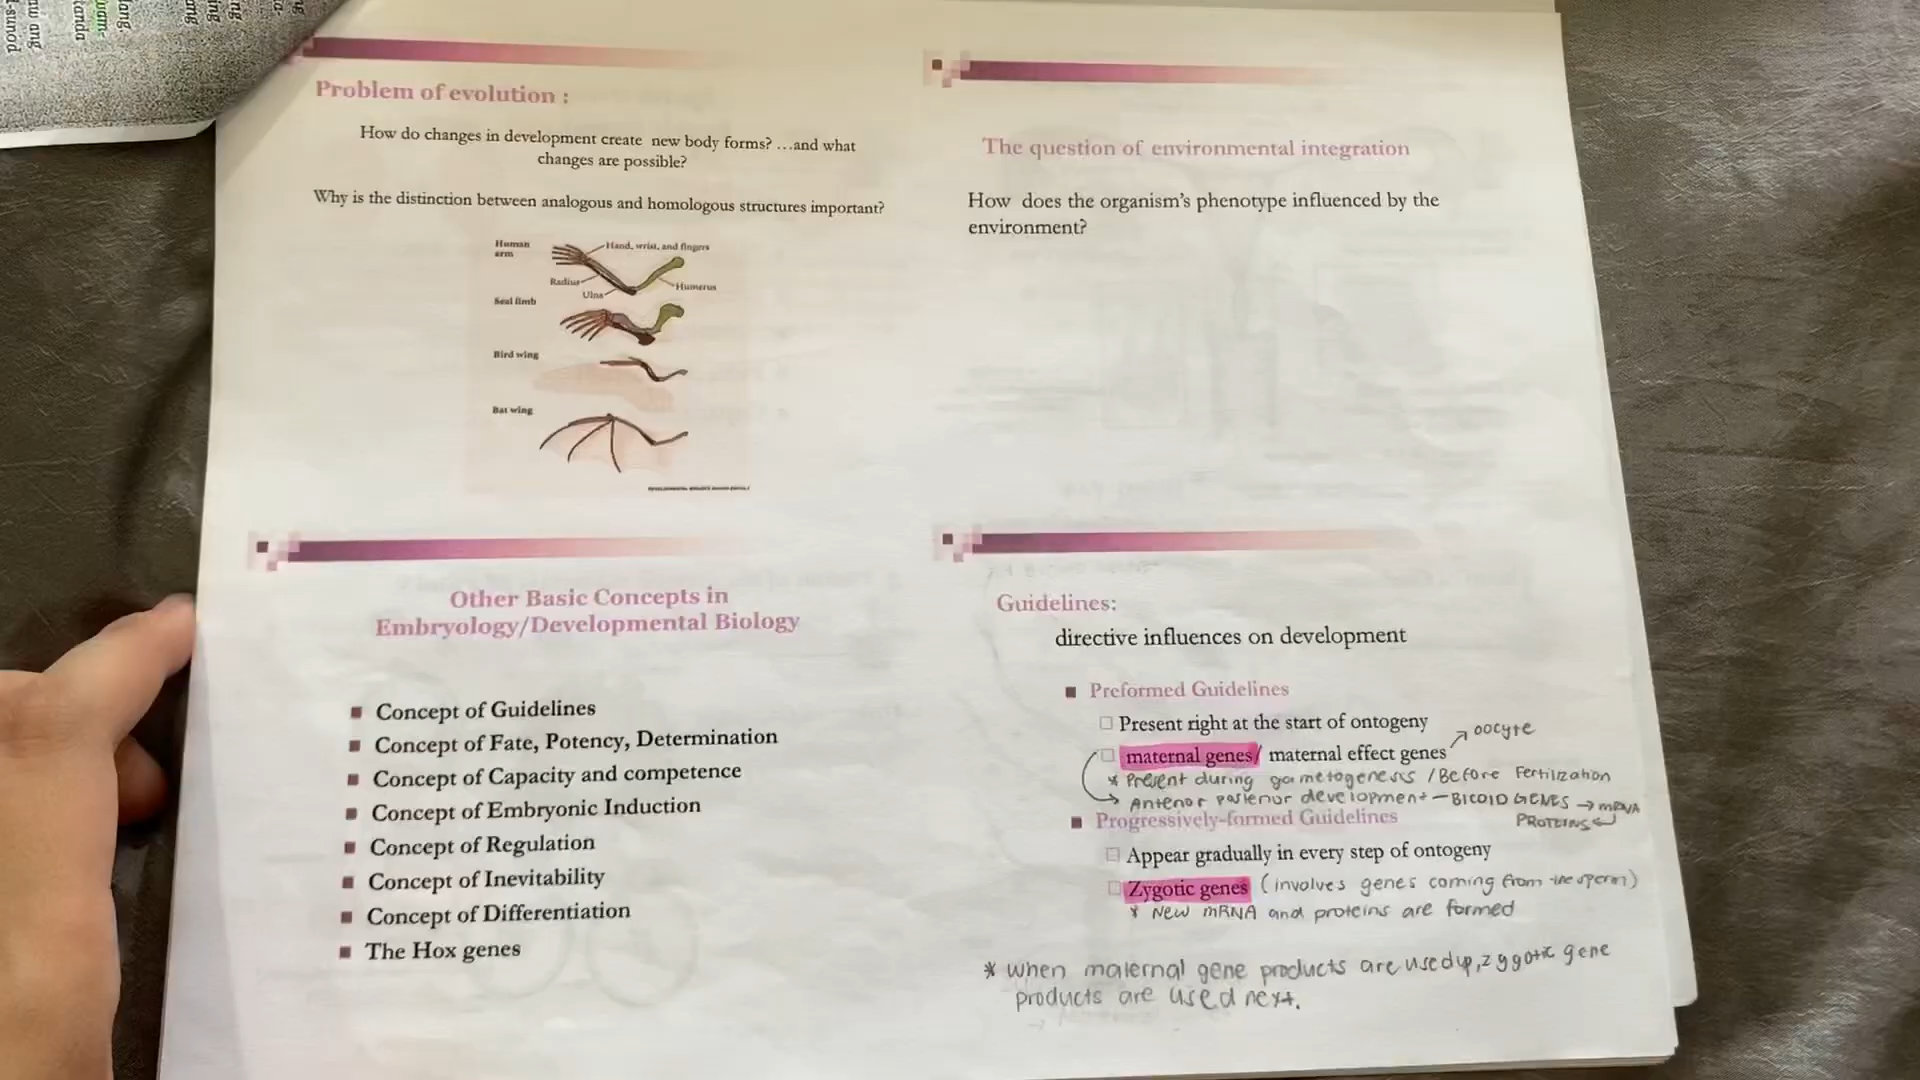 Problem of evolution :
How do changes in development create new body forms? ...and what
changes are possible?
Why is the distinction between analogous and homologous structures important?
Human
arm
Hand, wrist, and fingers
Radius
Ulna
Humerus
Seal limb
Bird wing
Bat wing
The question of environmental integration
How does the organism's phenotype influenced by the
environment?
Other Basic Concepts in
Embryology/Developmental Biology
Concept of Guidelines
Concept of Fate, Potency, Determination
Concept of Capacity and competence
Concept of Embryonic Induction
Concept of Regulation
Concept of Inevitability
Concept of Differentiation
The Hox genes
Guidelines:
directive influences on development
Preformed Guidelines
Present right at the start of ontogeny
maternal genes/ maternal effect genes → oocyte
* Present during gametogenesis / Before Fertilization
→ Anterior posterior development - BICOID GENES → mRNA
PROTEINS ↵
Progressively-formed Guidelines
Appear gradually in every step of ontogeny
Zygotic genes (involves genes coming from the sperm)
* New mRNA and proteins are formed
* when maternal gene products are used up, zygotic gene
products are used next.